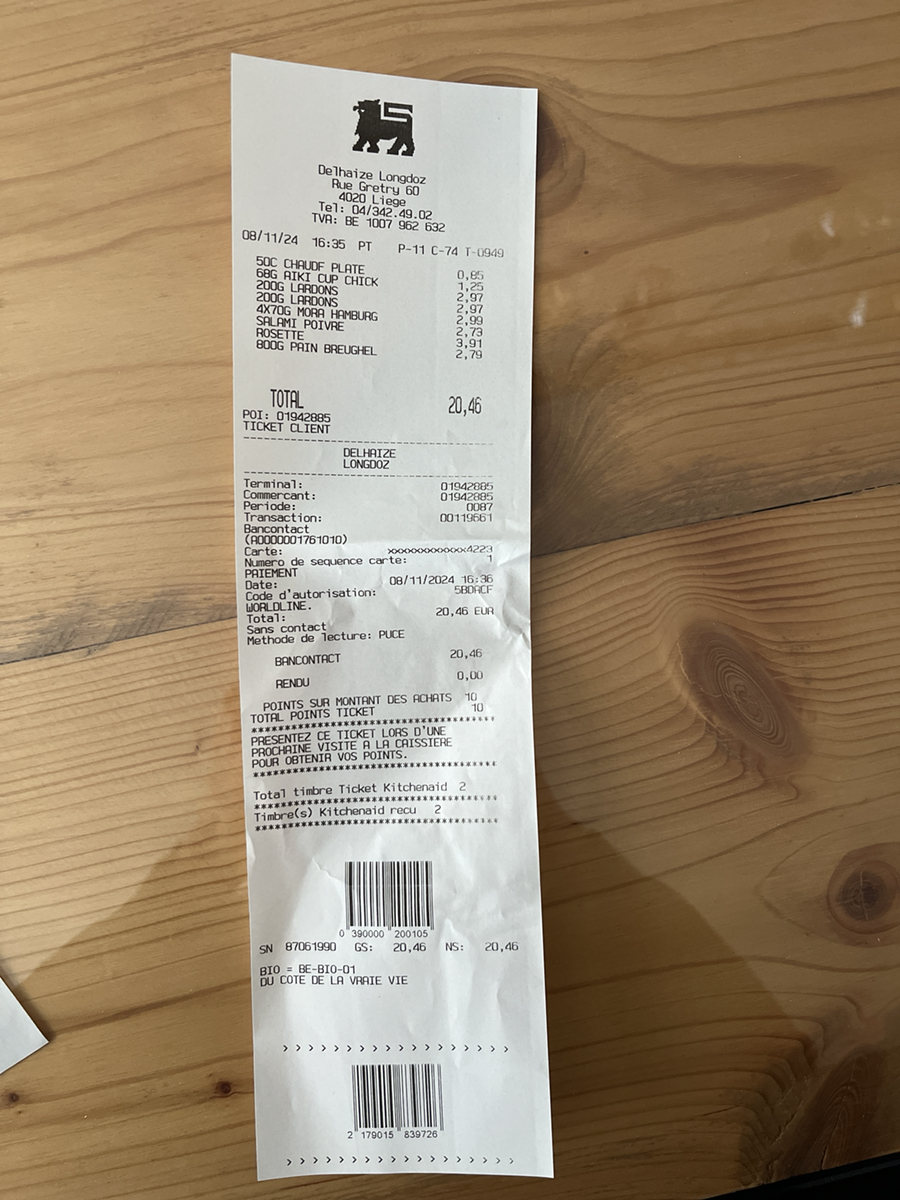 Delhaize Longdoz
Rue Gretry 60
4020 Liege
Tel: 04/342.49.02
TVA: BE 1007 962 632
08/11/24 16:35 PT P-11 C-74 T-0949
50C CHAUDF PLATE 0,85
68G AIKI CUP CHICK 1,25
200G LARDONS 2,97
200G LARDONS 2,97
4X70G MORA HAMBURG 2,99
SALAMI POIVRE 2,73
ROSETTE 3,91
800G PAIN BREUGHEL 2,79
TOTAL 20,46
POI: 01942885
TICKET CLIENT
DELHAIZE
LONGDOZ
Terminal: 01942885
Commercant: 01942885
Periode: 0087
Transaction: 00119661
Bancontact
(A0000001761010)
Carte: xxxxxxxxxxxxx4223
Numero de sequence carte: 1
PAIEMENT
Date: 08/11/2024 16:36
Code d'autorisation: 5BDACF
WORLDLINE.
Total: 20,46 EUR
Sans contact
Methode de lecture: PUCE
BANCONTACT 20,46
RENDU 0,00
POINTS SUR MONTANT DES ACHATS 10
TOTAL POINTS TICKET 10
****************************************
PRESENTEZ CE TICKET LORS D'UNE
PROCHAINE VISITE A LA CAISSIERE
POUR OBTENIR VOS POINTS.
****************************************
Total timbre Ticket Kitchenaid 2
****************************************
Timbre(s) Kitchenaid recu 2
****************************************
0 390000 200105
SN 87061990 GS: 20,46 NS: 20,46
BIO = BE-BIO-01
DU COTE DE LA VRAIE VIE
> > > > > > > > > > > > > > > > > >
2 179015 839726
> > > > > > > > > > > > > > > > > >